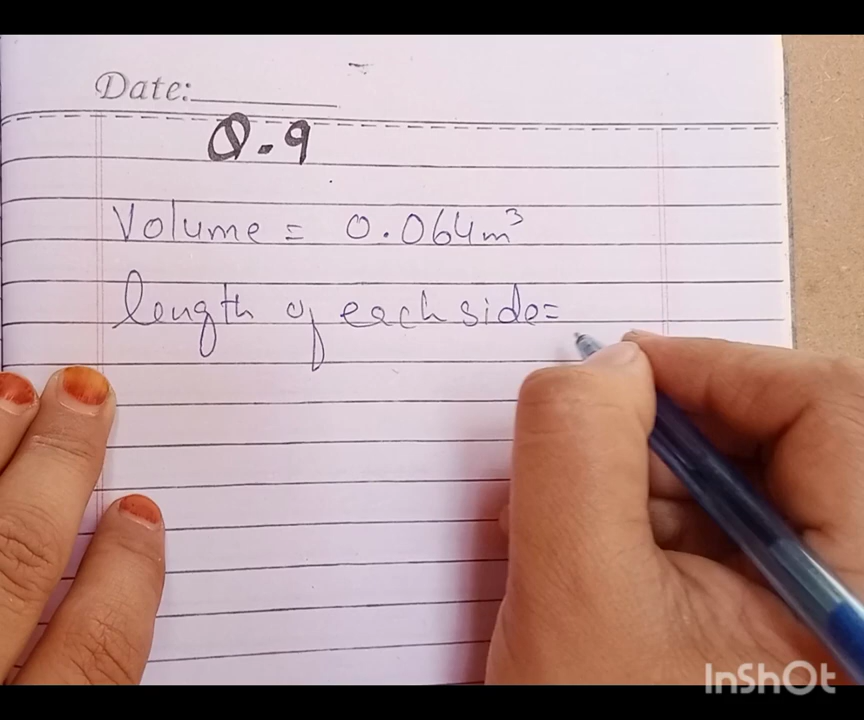 Date:
Q.9
Volume = 0.064m³
length of each side=
InShOt